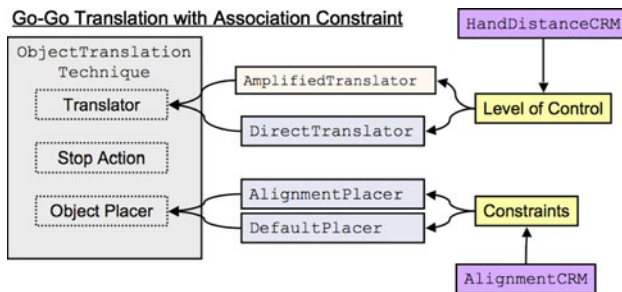 Go-Go Translation with Association Constraint
HandDistanceCRM
ObjectTranslation
Technique
AmplifiedTranslator
Translator
Level of Control
DirectTranslator
Stop Action
AlignmentPlacer
Object Placer
Constraints
DefaultPlacer
AlignmentCRM